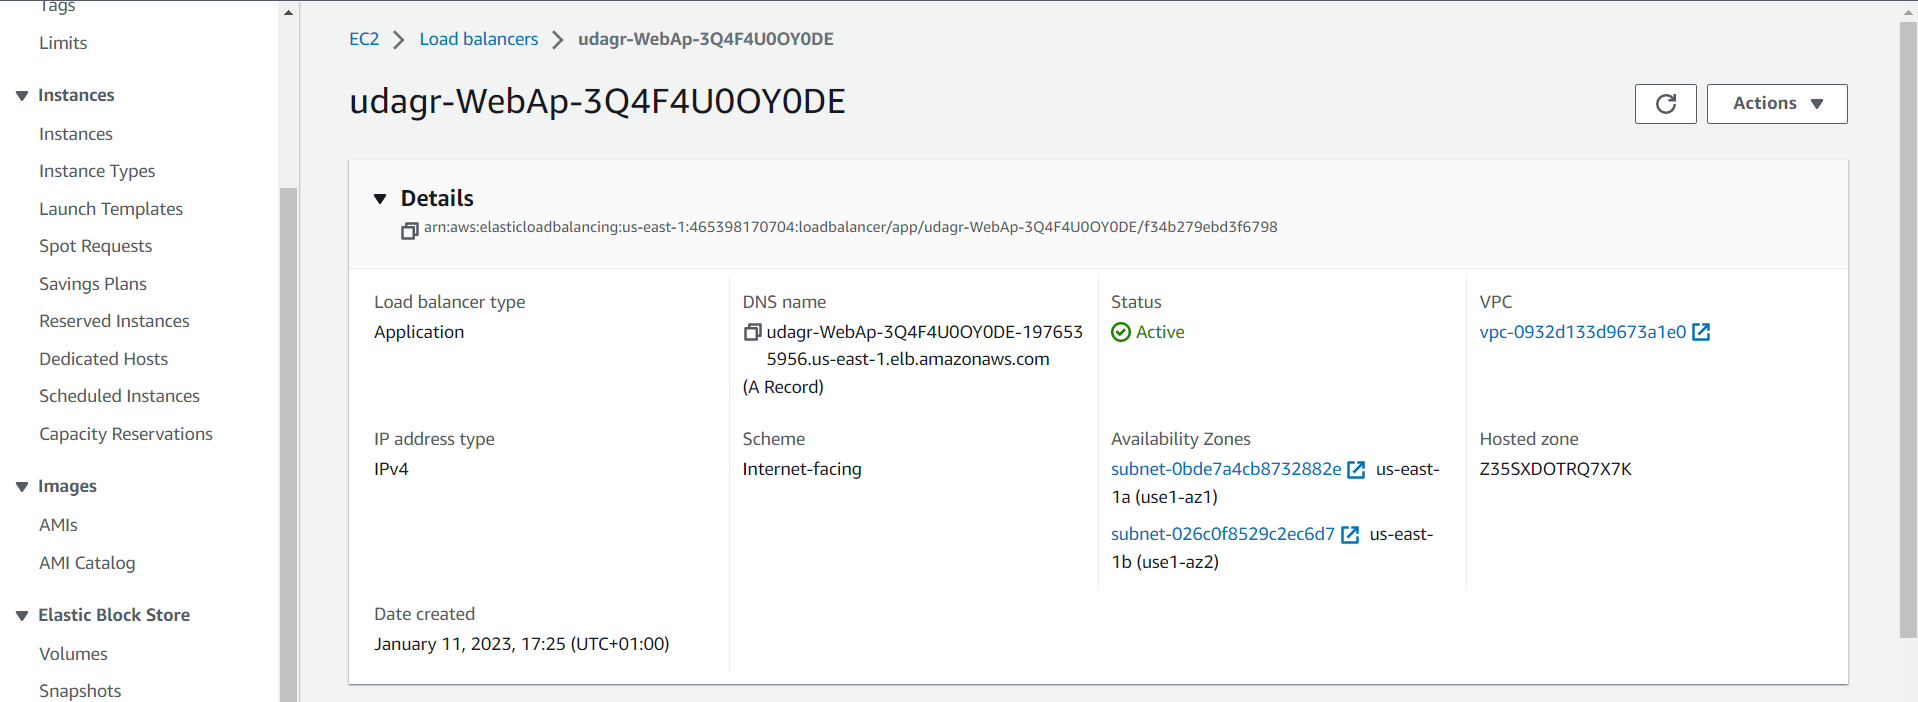 Tags
Limits
Instances
Instances
Instance Types
Launch Templates
Spot Requests
Savings Plans
Reserved Instances
Dedicated Hosts
Scheduled Instances
Capacity Reservations
Images
AMIs
AMI Catalog
Elastic Block Store
Volumes
Snapshots
EC2 > Load balancers > udagr-WebAp-3Q4F4U0OY0DE
udagr-WebAp-3Q4F4U0OY0DE
Actions
Details
arn:aws:elasticloadbalancing:us-east-1:465398170704:loadbalancer/app/udagr-WebAp-3Q4F4U0OY0DE/f34b279ebd3f6798
Load balancer type
Application
DNS name
udagr-WebAp-3Q4F4U0OY0DE-197653
5956.us-east-1.elb.amazonaws.com
(A Record)
Status
Active
VPC
vpc-0932d133d9673a1e0
IP address type
IPv4
Scheme
Internet-facing
Availability Zones
subnet-0bde7a4cb8732882e us-east-
1a (use1-az1)
subnet-026c0f8529c2ec6d7 us-east-
1b (use1-az2)
Hosted zone
Z35SXDOTRQ7X7K
Date created
January 11, 2023, 17:25 (UTC+01:00)